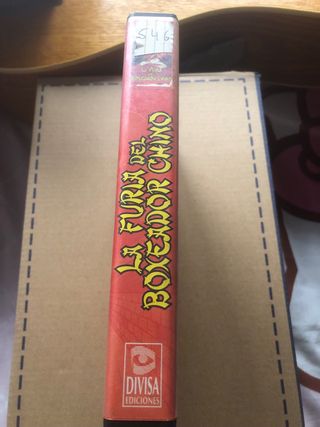 546
LA FURIA DEL
BOXEADOR CHINO
DIVISA
EDICIONES